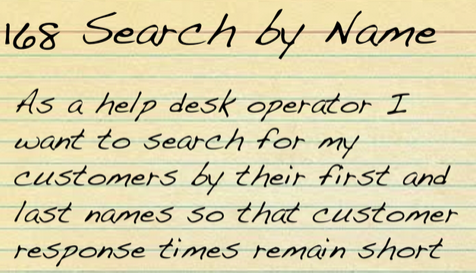 168 Search by Name
As a help desk operator I
want to search for my
customers by their first and
last names so that customer
response times remain short